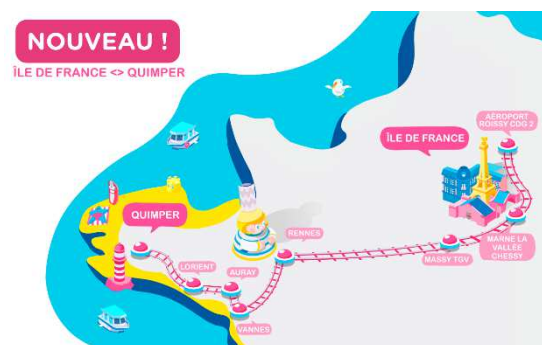 NOUVEAU !
ÎLE DE FRANCE <> QUIMPER
AÉROPORT
ROISSY CDG 2
ÎLE DE FRANCE
QUIMPER
RENNES
MARNE LA
VALLÉE
CHESSY
MASSY TGV
LORIENT
AURAY
VANNES